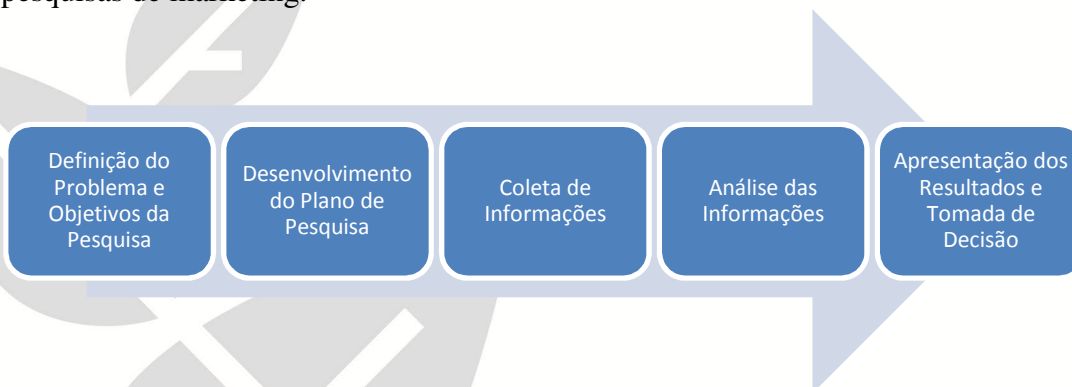 pesquisas de marketing.
Definição do
Problema e
Objetivos da
Pesquisa
Desenvolvimento
do Plano de
Pesquisa
Coleta de
Informações
Análise das
Informações
Apresentação dos
Resultados e
Tomada de
Decisão